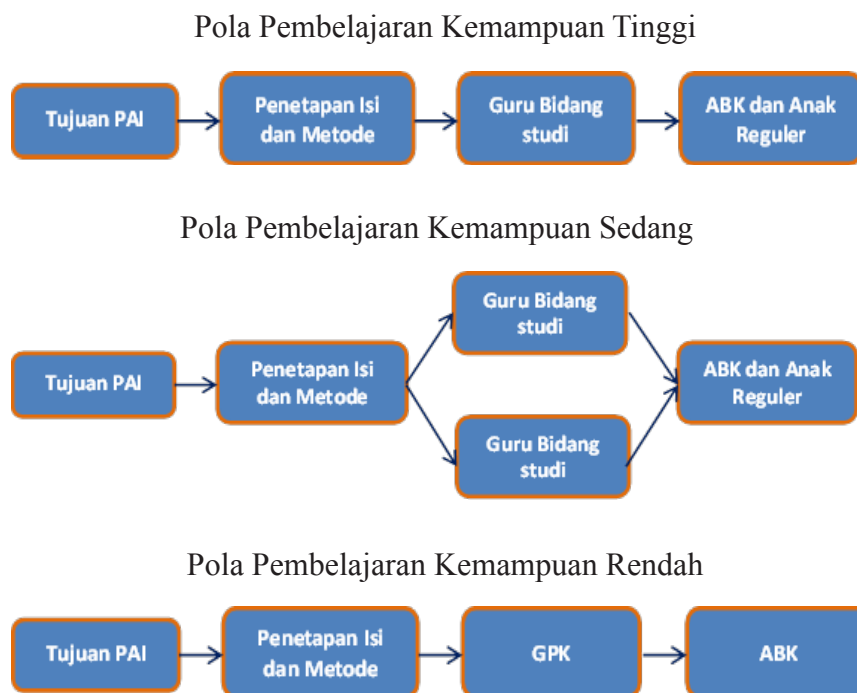 Pola Pembelajaran Kemampuan Tinggi
Tujuan PAI
Penetapan Isi
dan Metode
Guru Bidang
studi
ABK dan Anak
Reguler
Pola Pembelajaran Kemampuan Sedang
Tujuan PAI
Penetapan Isi
dan Metode
Guru Bidang
studi
Guru Bidang
studi
ABK dan Anak
Reguler
Pola Pembelajaran Kemampuan Rendah
Tujuan PAI
Penetapan Isi
dan Metode
GPK
ABK